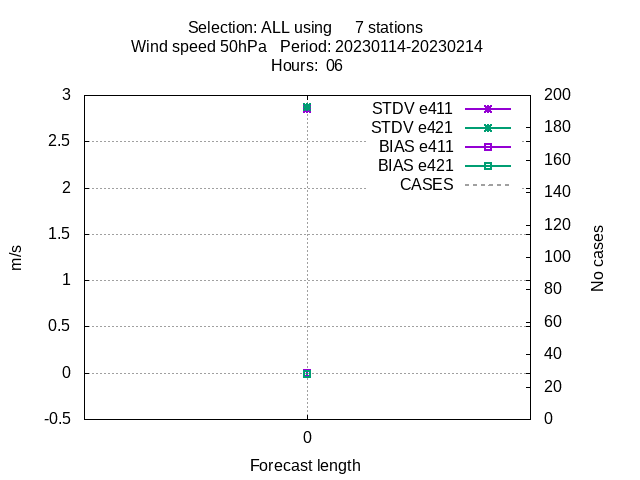 Selection: ALL using     7 stations
Wind speed 50hPa   Period: 20230114-20230214
Hours:  06
3
2.5
2
1.5
1
0.5
0
-0.5
m/s
STDV e411
STDV e421
BIAS e411
BIAS e421
CASES
200
180
160
140
120
100
80
60
40
20
0
No cases
0
Forecast length